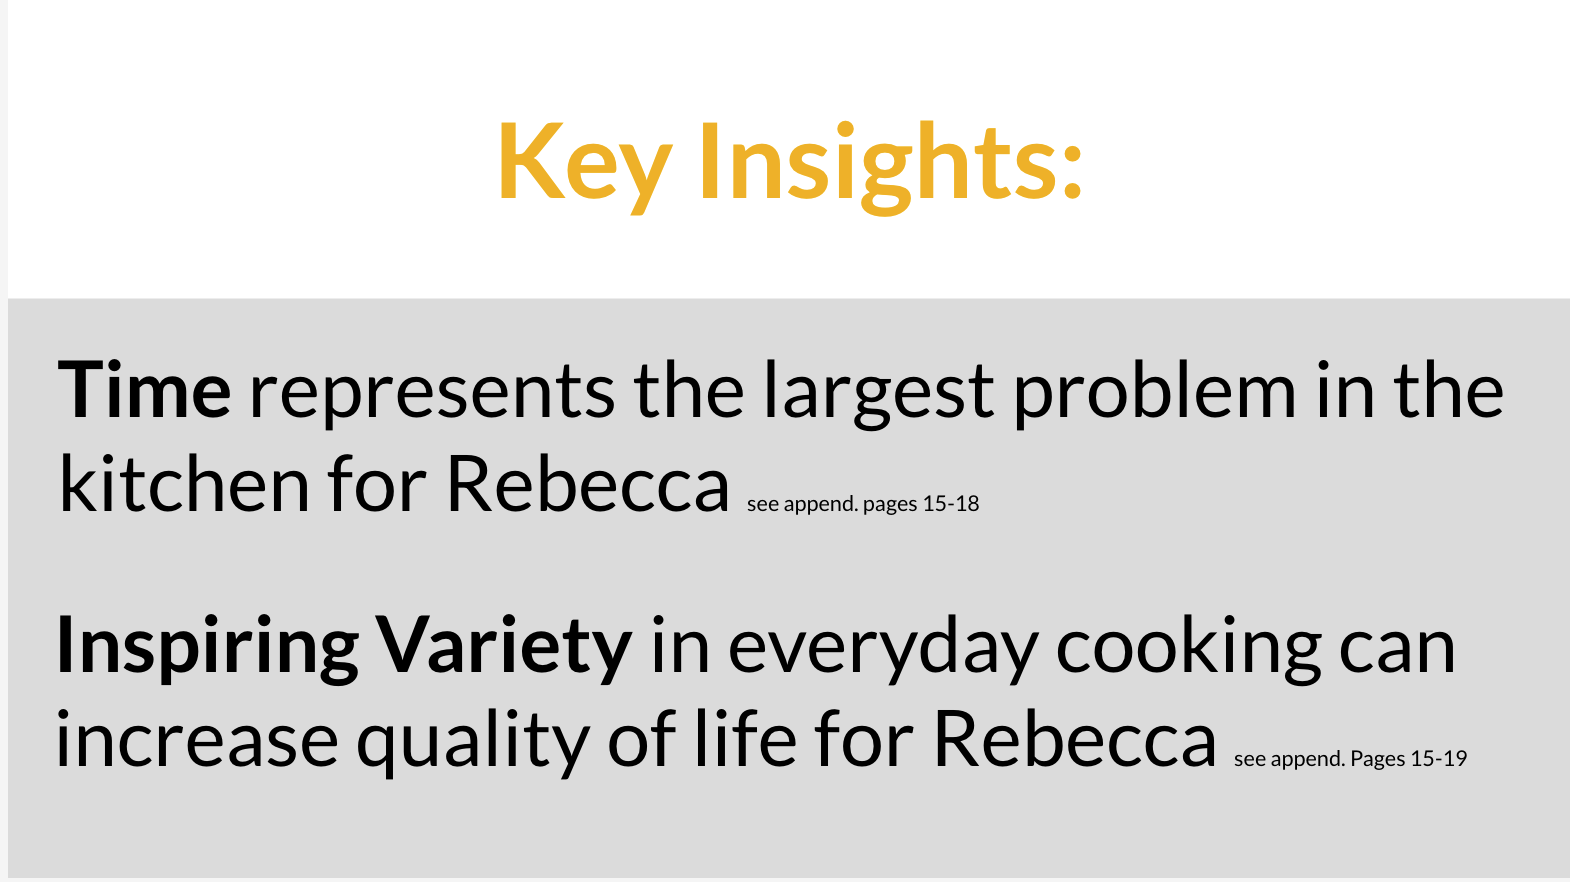 Key Insights:
Time represents the largest problem in the
kitchen for Rebecca see append. pages 15-18
Inspiring Variety in everyday cooking can
increase quality of life for Rebecca see append. Pages 15-19